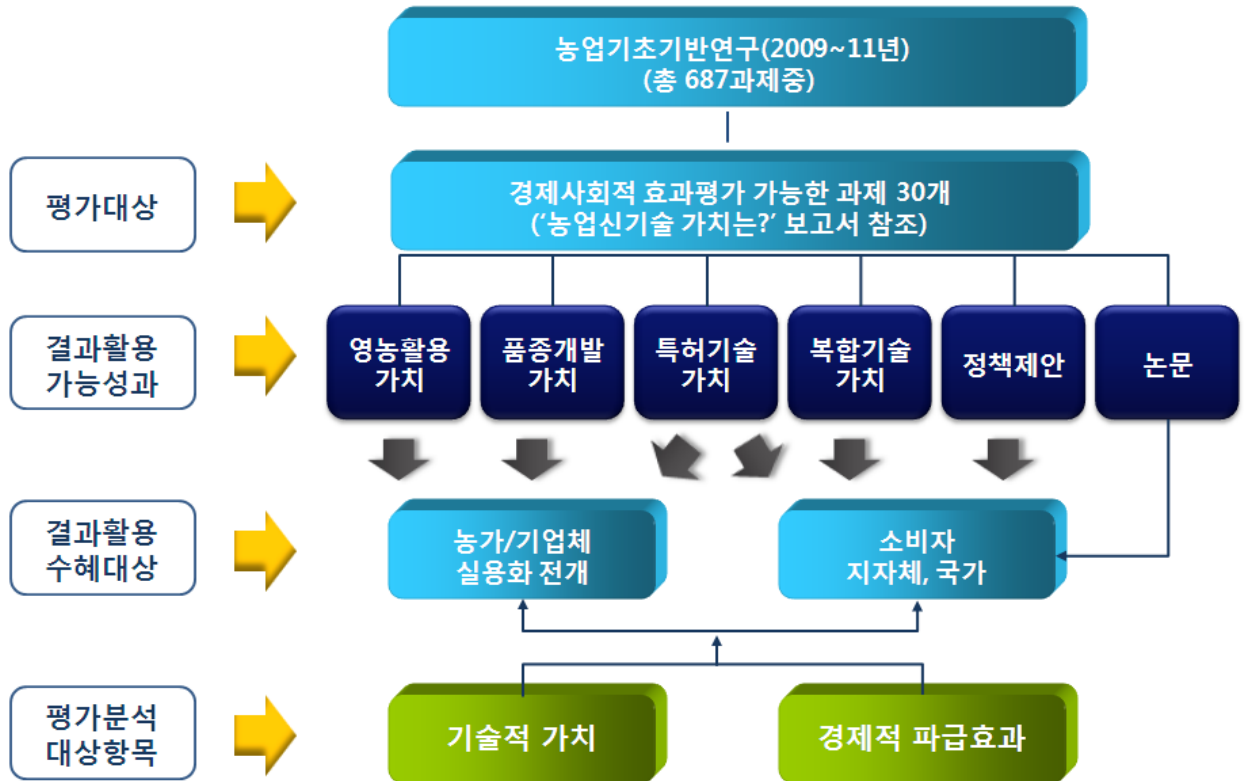 농업기초기반연구(2009~11년)
(총 687과제중)
평가대상
경제사회적 효과평가 가능한 과제 30개
(‘농업신기술 가치는?’ 보고서 참조)
결과활용
가능성과
영농활용
가치
품종개발
가치
특허기술
가치
복합기술
가치
정책제안
논문
결과활용
수혜대상
농가/기업체
실용화 전개
소비자
지자체, 국가
평가분석
대상항목
기술적 가치
경제적 파급효과